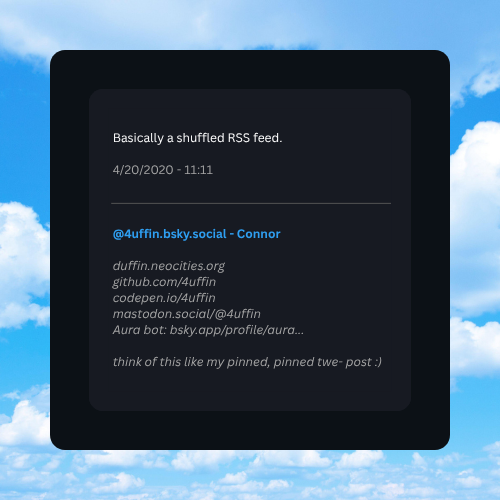 Basically a shuffled RSS feed.
4/20/2020 - 11:11
@4uffin.bsky.social - Connor
duffin.neocities.org
github.com/4uffin
codepen.io/4uffin
mastodon.social/@4uffin
Aura bot: bsky.app/profile/aura...
think of this like my pinned, pinned twe- post :)